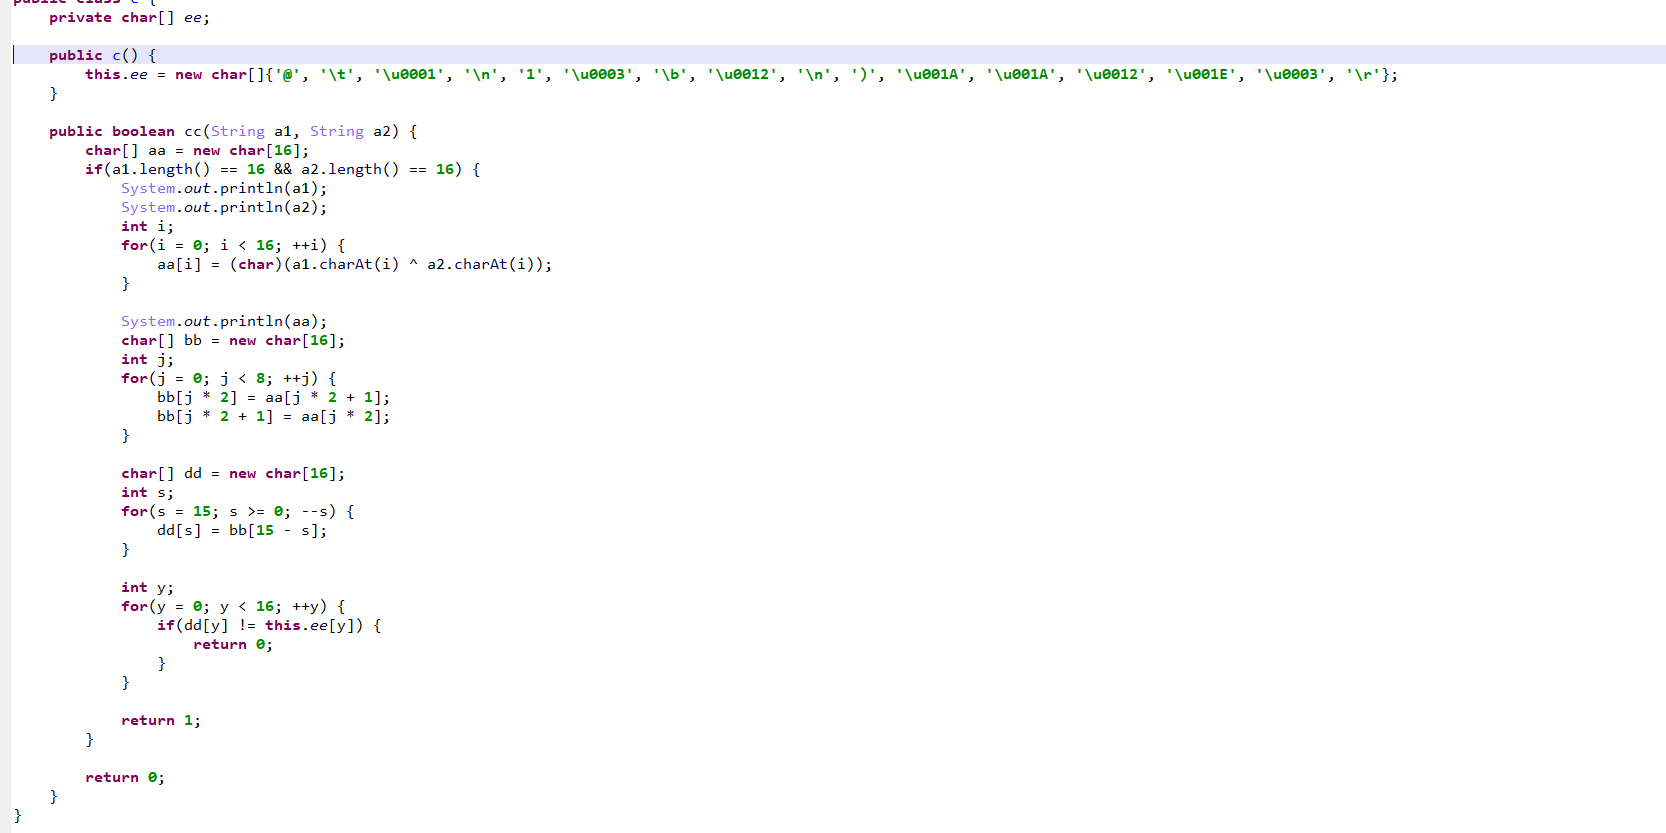 public class c {
    private char[] ee;

    public c() {
        this.ee = new char[]{'@', '\t', '\u0001', '\n', '1', '\u0003', '\b', '\u0012', '\n', ')', '\u001A', '\u001A', '\u0012', '\u001E', '\u0003', '\r'};
    }

    public boolean cc(String a1, String a2) {
        char[] aa = new char[16];
        if(a1.length() == 16 && a2.length() == 16) {
            System.out.println(a1);
            System.out.println(a2);
            int i;
            for(i = 0; i < 16; ++i) {
                aa[i] = (char)(a1.charAt(i) ^ a2.charAt(i));
            }

            System.out.println(aa);
            char[] bb = new char[16];
            int j;
            for(j = 0; j < 8; ++j) {
                bb[j * 2] = aa[j * 2 + 1];
                bb[j * 2 + 1] = aa[j * 2];
            }

            char[] dd = new char[16];
            int s;
            for(s = 15; s >= 0; --s) {
                dd[s] = bb[15 - s];
            }

            int y;
            for(y = 0; y < 16; ++y) {
                if(dd[y] != this.ee[y]) {
                    return 0;
                }
            }

            return 1;
        }

        return 0;
    }
}